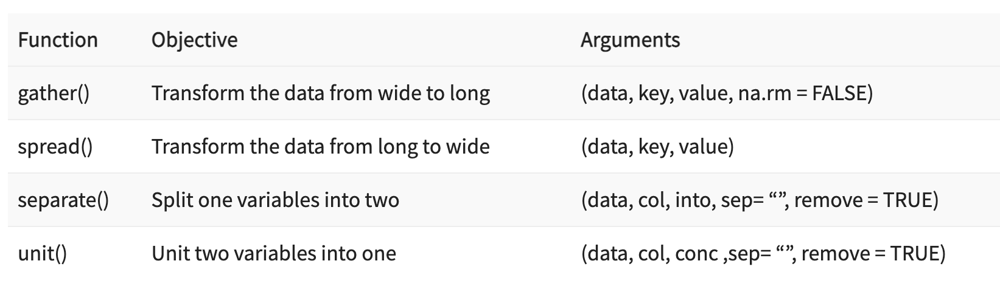 Function Objective Arguments
gather() Transform the data from wide to long (data, key, value, na.rm = FALSE)
spread() Transform the data from long to wide (data, key, value)
separate() Split one variables into two (data, col, into, sep= “”, remove = TRUE)
unit() Unit two variables into one (data, col, conc ,sep= “”, remove = TRUE)